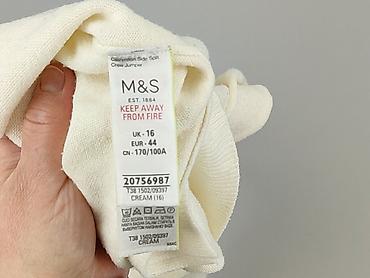 Side Split
Crew Jumper
M&S
EST. 1884
KEEP AWAY
FROM FIRE
UK - 16
EUR - 44
CN - 170/100A
20756987
T38 1502/09397
CREAM (16)
T38 1502/09397
CREAM